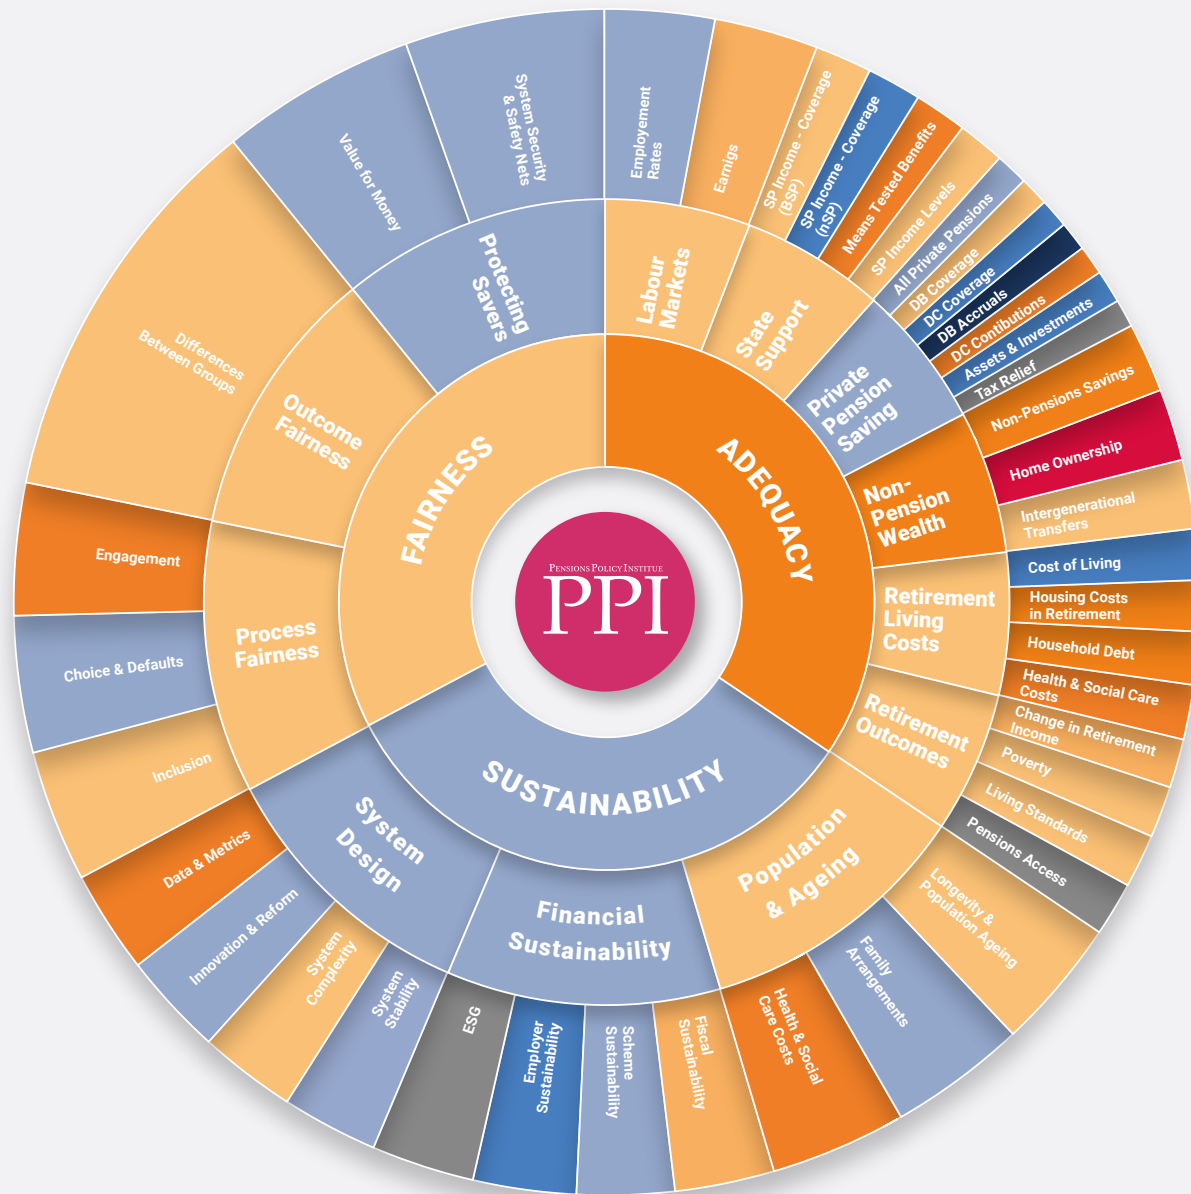 PENSIONS POLICY INSTITUE
PPI
ADEQUACY
SUSTAINABILITY
FAIRNESS
Labour
Markets
State
Support
Private
Pension
Saving
Non-
Pension
Wealth
Retirement
Living
Costs
Retirement
Outcomes
Population
& Ageing
Financial
Sustainability
System
Design
Process
Fairness
Outcome
Fairness
Protecting
Savers
Employement
Rates
Earnigs
SP Income - Coverage
(BSP)
SP Income - Coverage
(nSP)
Means Tested Benefits
SP Income Levels
All Private Pensions
DB Coverage
DC Coverage
DB Accruals
DC Contibutions
Assets & Investments
Tax Relief
Non-Pensions Savings
Home Ownership
Intergenerational
Transfers
Cost of Living
Housing Costs
in Retirement
Household Debt
Health & Social Care
Costs
Change in Retirement
Income
Poverty
Living Standards
Pensions Access
Longevity &
Population Ageing
Family
Arrangements
Health & Social
Care Costs
Fiscal
Sustainability
Scheme
Sustainability
Employer
Sustainability
ESG
System
Stability
System
Complexity
Innovation & Reform
Data & Metrics
Inclusion
Choice & Defaults
Engagement
Differences
Between Groups
Value for Money
System Security
& Safety Nets